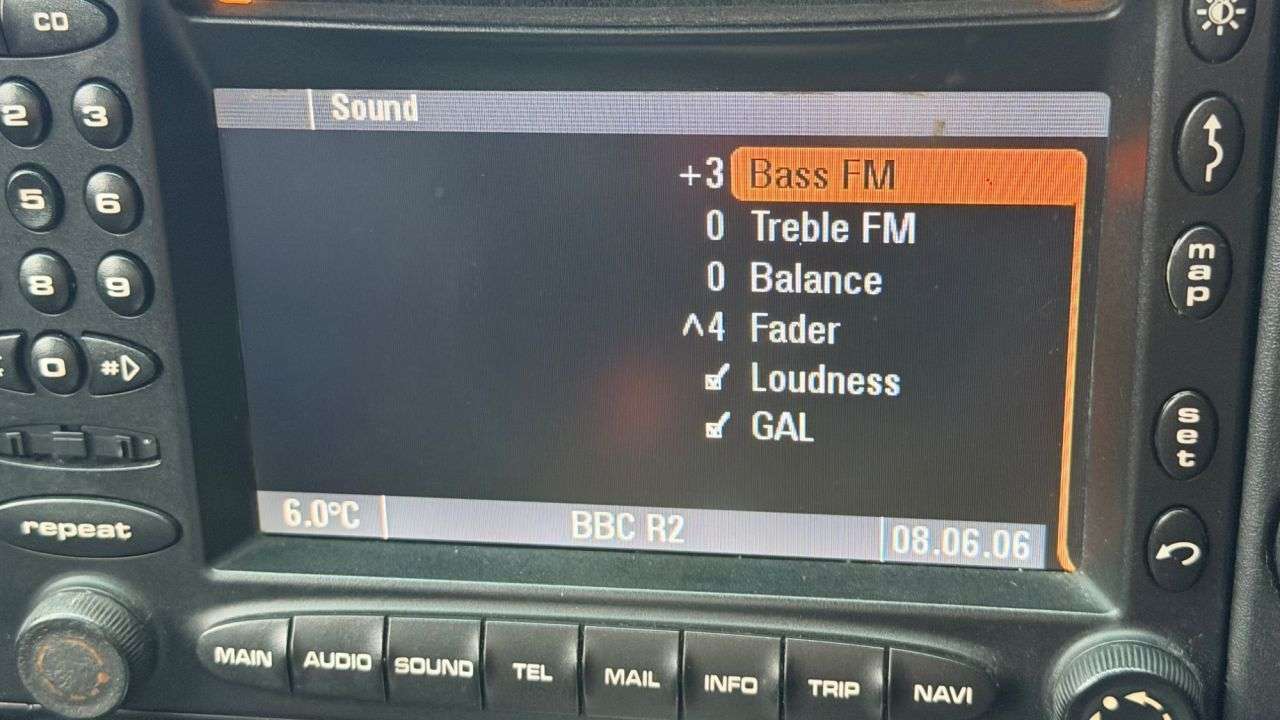 CD
Sound
2 3
5 6
8 9
0 #
repeat
+3 Bass FM
0 Treble FM
0 Balance
^4 Fader
Loudness
GAL
6.0°C BBC R2 08.06.06
map
set
MAIN AUDIO SOUND TEL MAIL INFO TRIP NAVI